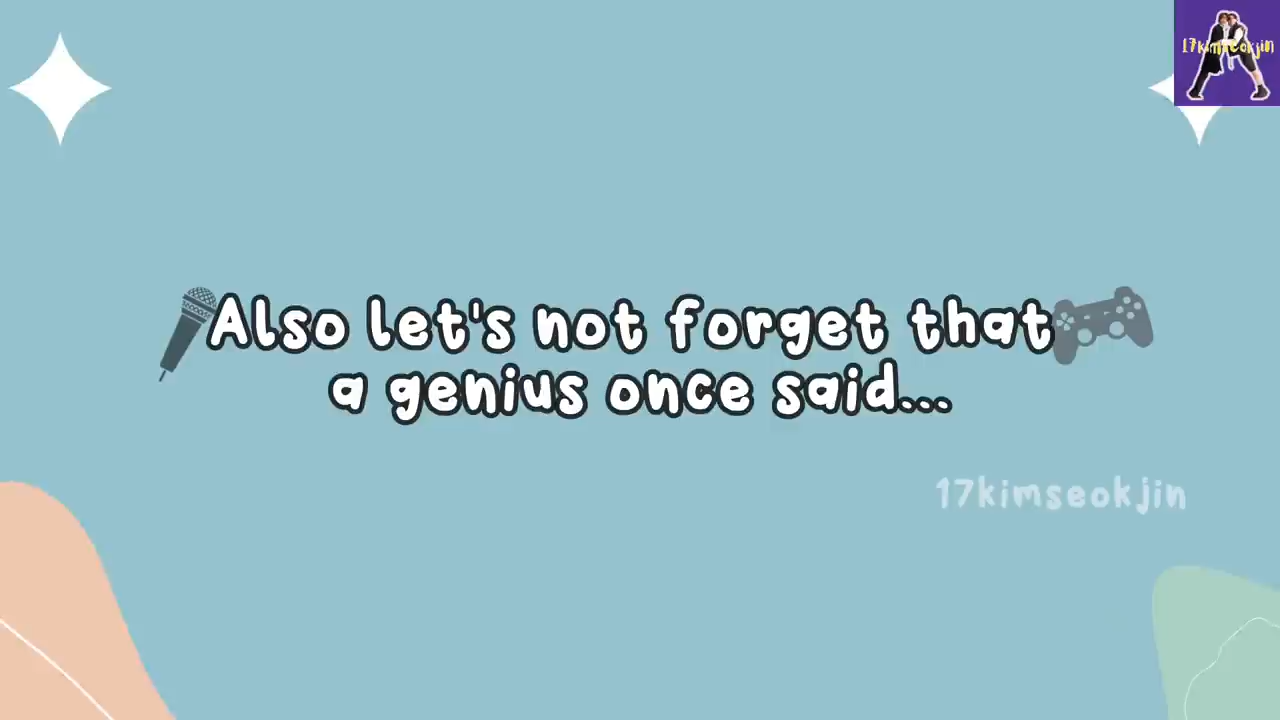 17kimseokjin
Also let's not forget that
a genius once said...
17kimseokjin